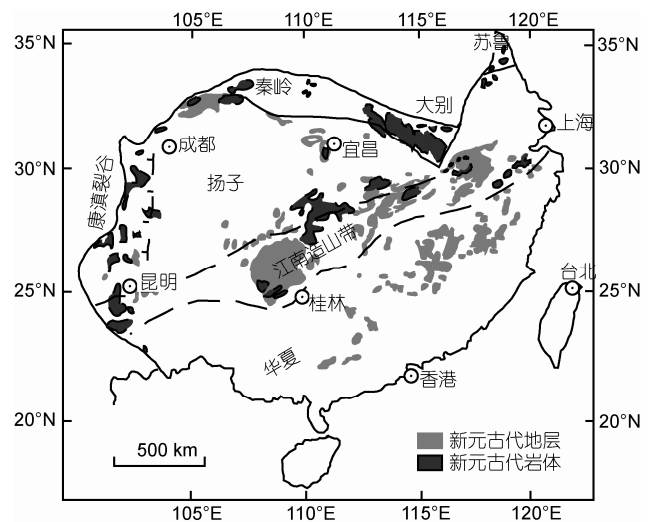 105°E 110°E 115°E 120°E
35°N 苏鲁 35°N
秦岭
大别
上海
成都 宜昌
30°N 30°N
康滇裂谷 扬子
江南造山带
昆明 台北
25°N 25°N
桂林
华夏
香港
20°N 20°N
新元古代地层
500 km
新元古代岩体
105°E 110°E 115°E 120°E